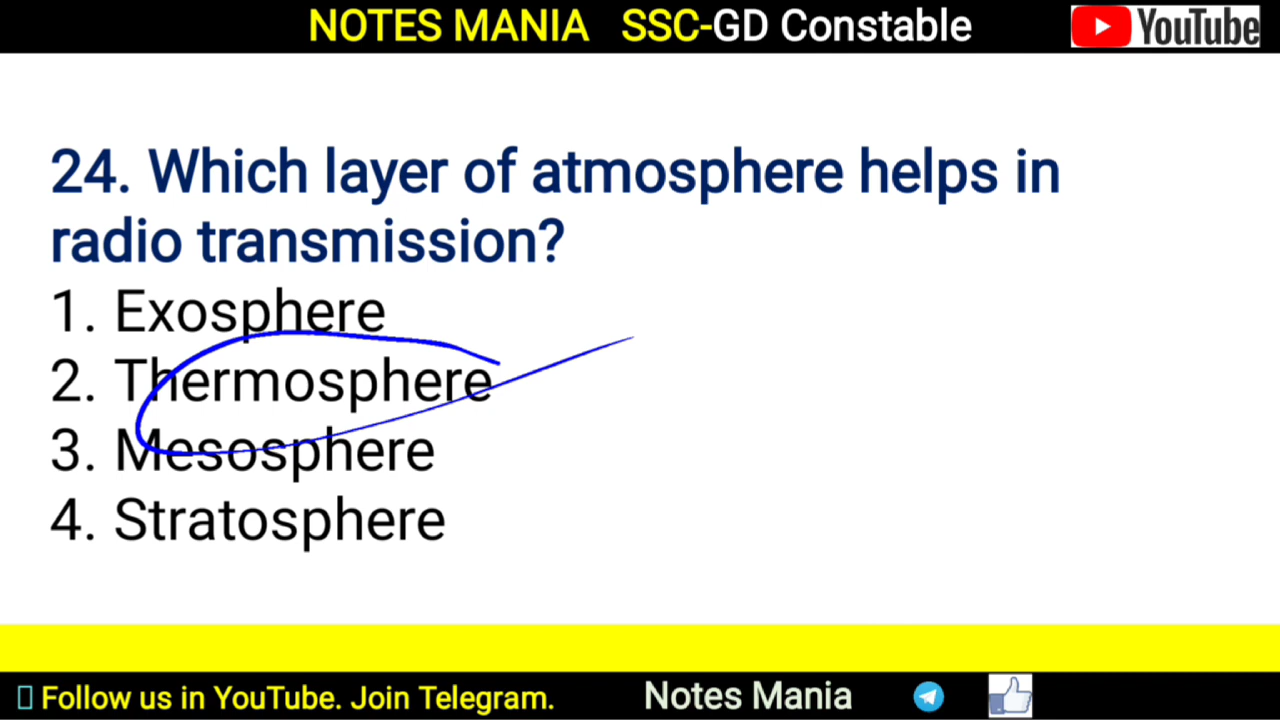 NOTES MANIA SSC-GD Constable YouTube
24. Which layer of atmosphere helps in
radio transmission?
1. Exosphere
2. Thermosphere
3. Mesosphere
4. Stratosphere
Follow us in YouTube. Join Telegram. Notes Mania